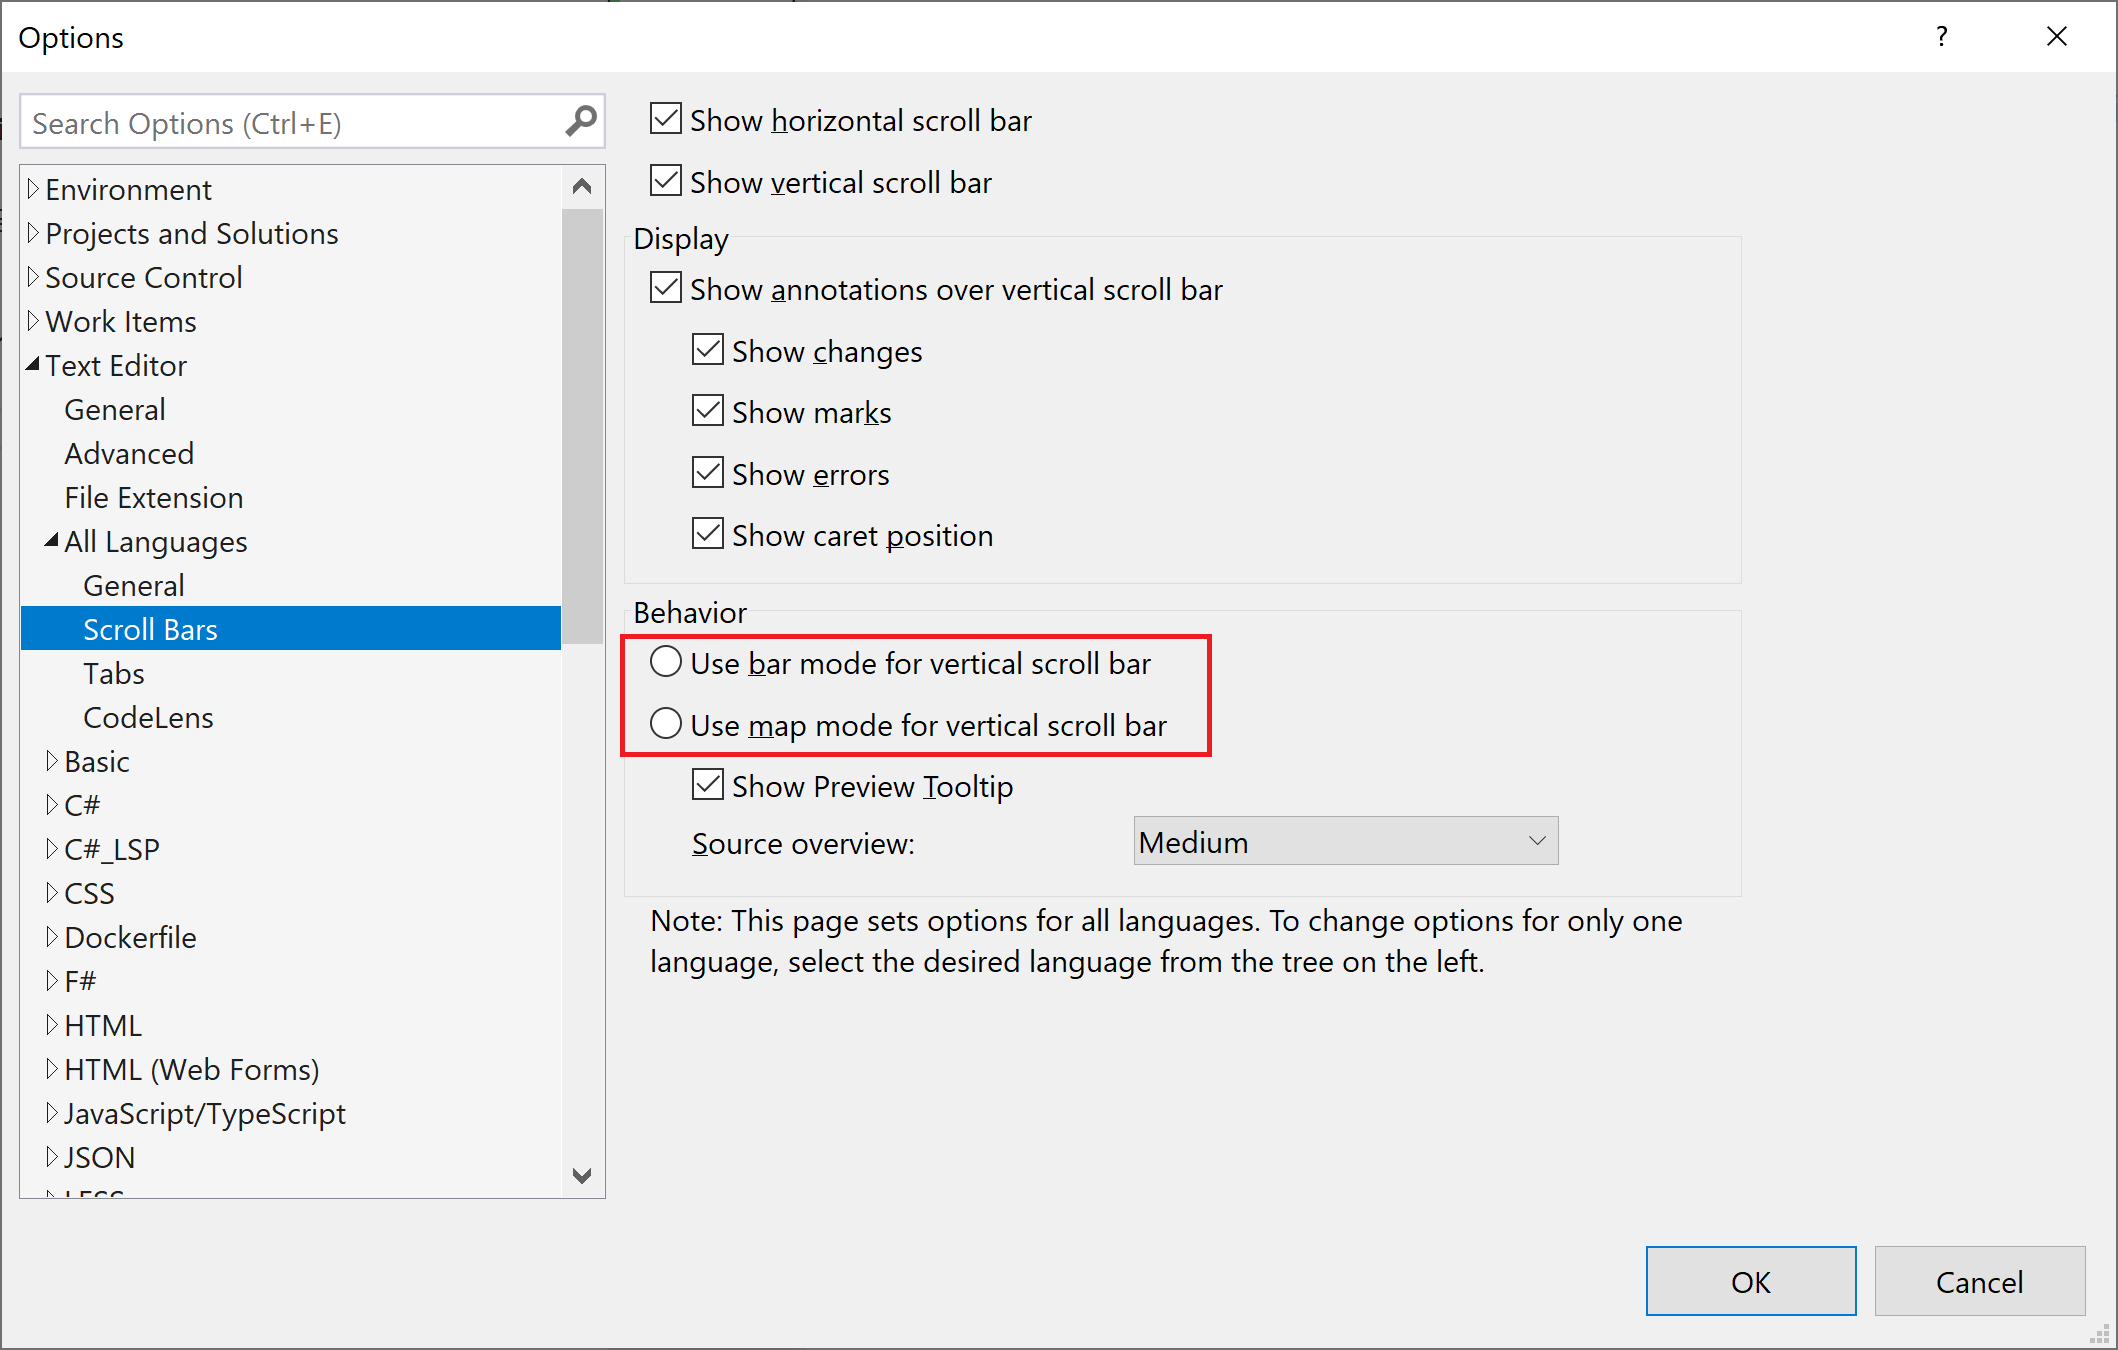 Options
?
Search Options (Ctrl+E)
Environment
Projects and Solutions
Source Control
Work Items
Text Editor
General
Advanced
File Extension
All Languages
General
Scroll Bars
Tabs
CodeLens
Basic
C#
C#_LSP
CSS
Dockerfile
F#
HTML
HTML (Web Forms)
JavaScript/TypeScript
JSON
Show horizontal scroll bar
Show vertical scroll bar
Display
Show annotations over vertical scroll bar
Show changes
Show marks
Show errors
Show caret position
Behavior
Use bar mode for vertical scroll bar
Use map mode for vertical scroll bar
Show Preview Tooltip
Source overview: Medium
Note: This page sets options for all languages. To change options for only one
language, select the desired language from the tree on the left.
OK Cancel